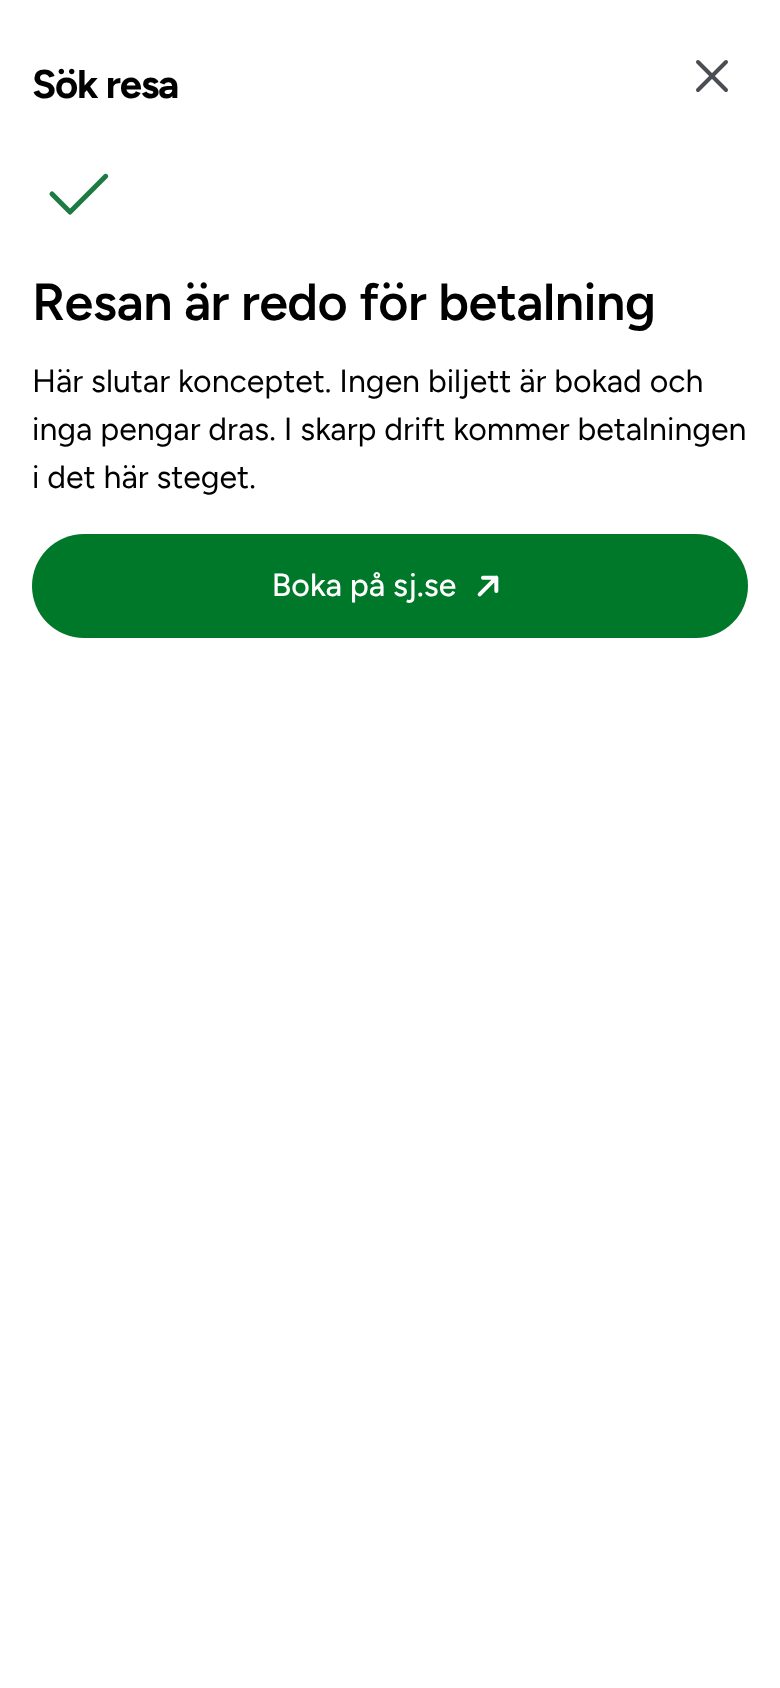 Sök resa
Resan är redo för betalning
Här slutar konceptet. Ingen biljett är bokad och
inga pengar dras. I skarp drift kommer betalningen
i det här steget.
Boka på sj.se